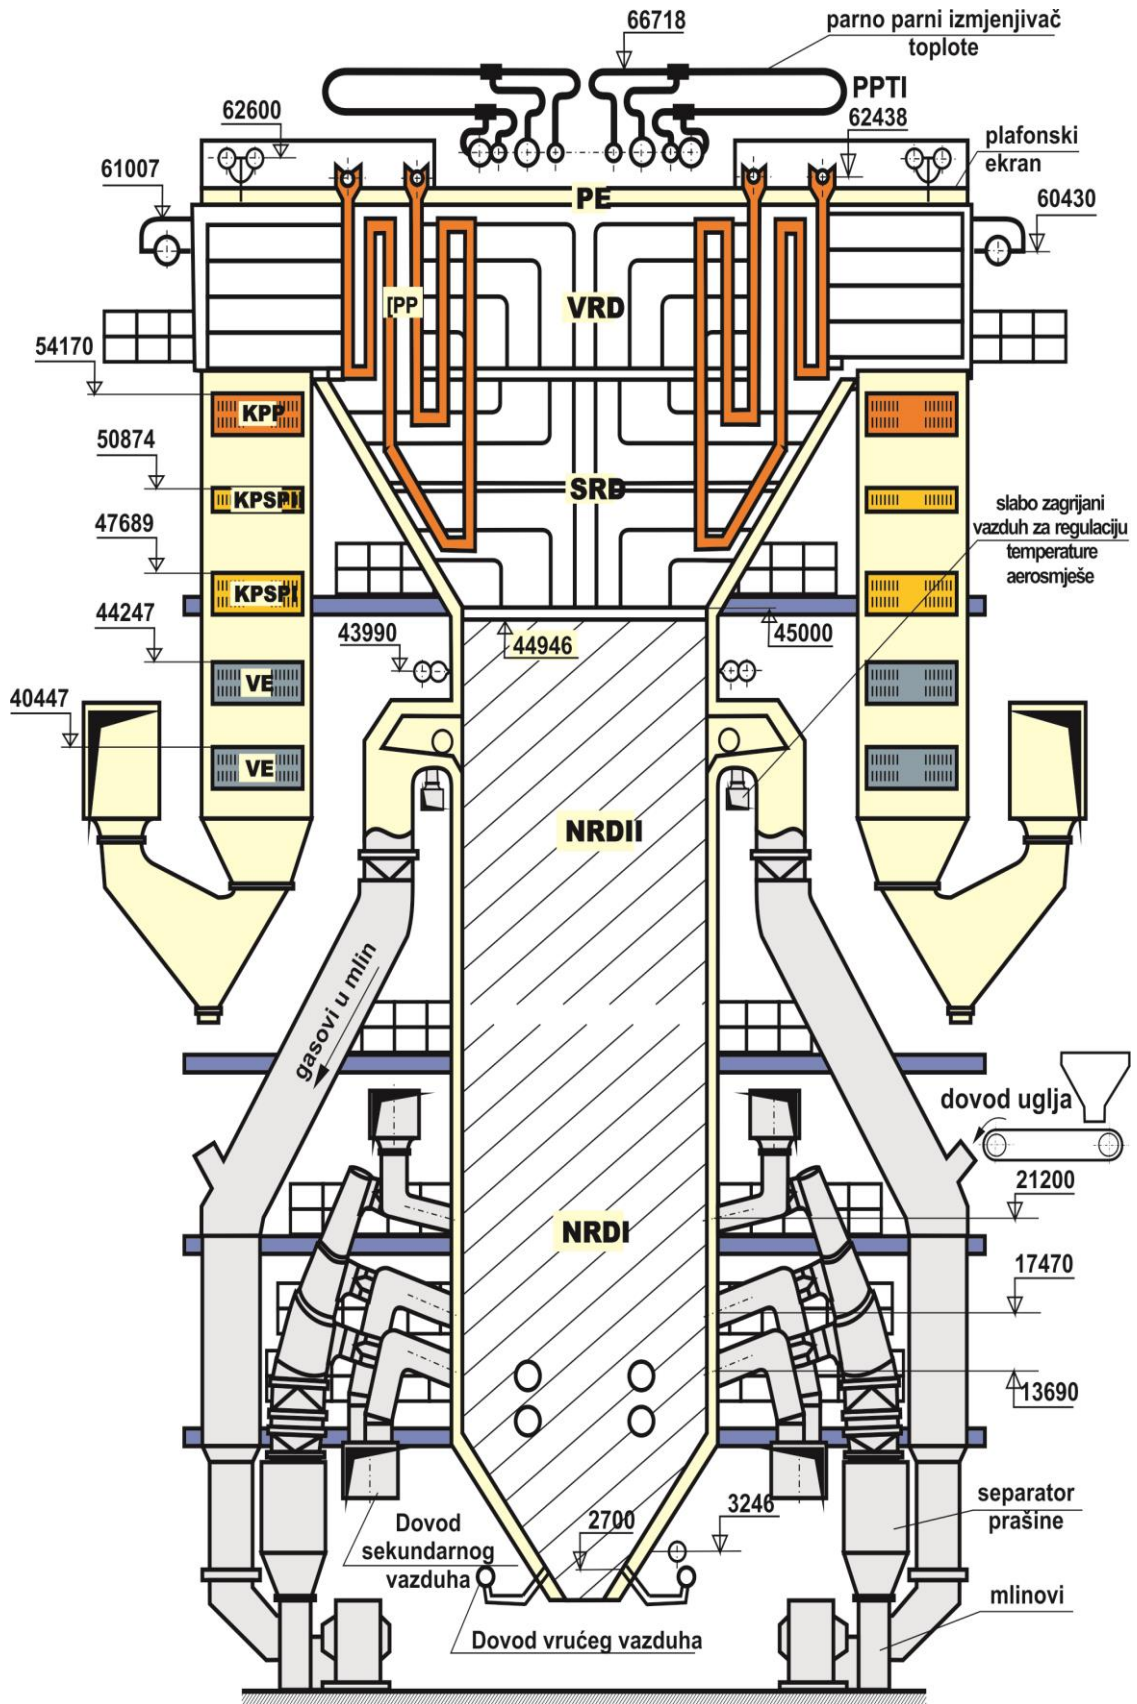 66718
parno parni izmjenjivač
toplote
PPTI
62600
62438
plafonski
ekran
61007
PE
60430
[PP
VRD
54170
KPP
50874
KPSPII
SRD
slabo zagrijani
vazduh za regulaciju
temperature
aerosmješe
47689
KPSPI
44247
43990
44946
45000
VE
40447
VE
NRDII
gasovi u mlin
dovod uglja
21200
NRDI
17470
13690
2700
3246
separator
prašine
Dovod
sekundarnog
vazduha
mlinovi
Dovod vrućeg vazduha